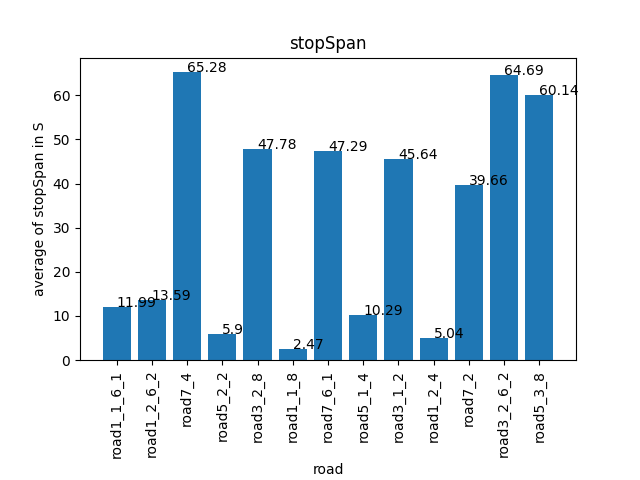 stopSpan
average of stopSpan in S
60
50
40
30
20
10
0
11.99
13.59
65.28
5.9
47.78
2.47
47.29
10.29
45.64
5.04
39.66
64.69
60.14
road1_1_6_1
road1_2_6_2
road7_4
road5_2_2
road3_2_8
road1_1_8
road7_6_1
road5_1_4
road3_1_2
road1_2_4
road7_2
road3_2_6_2
road5_3_8
road